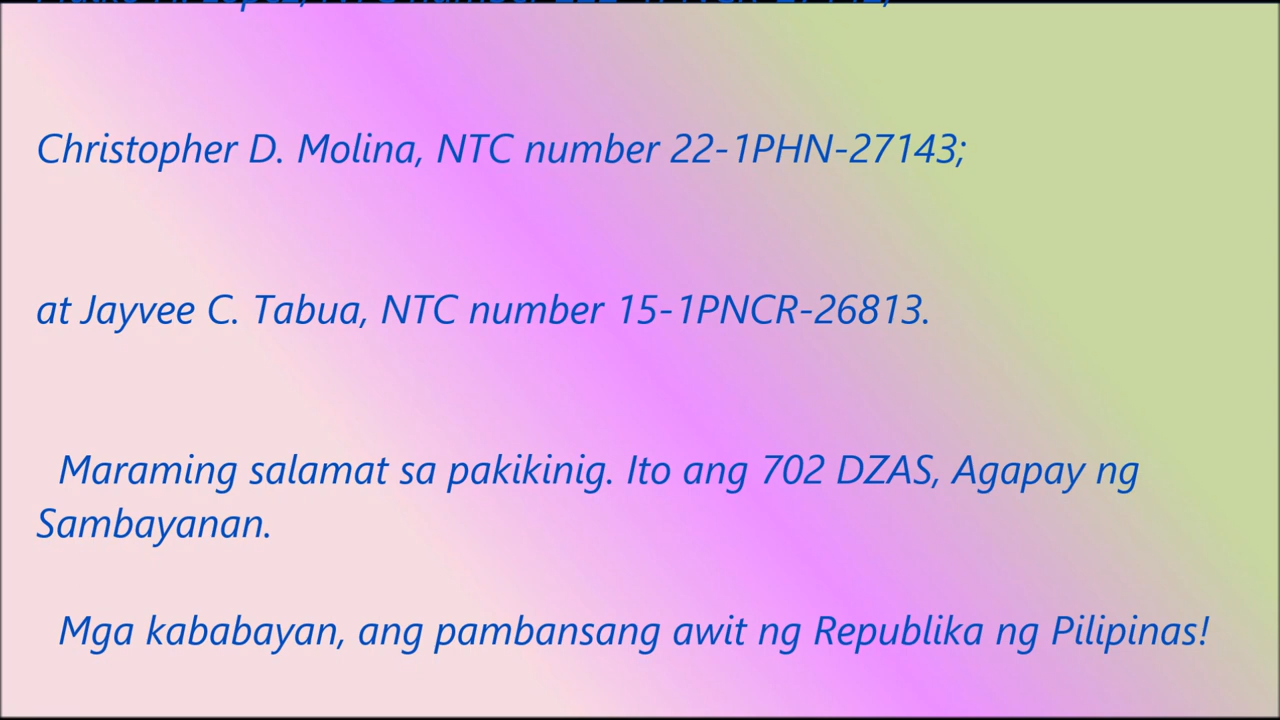 Christopher D. Molina, NTC number 22-1PHN-27143;
at Jayvee C. Tabua, NTC number 15-1PNCR-26813.
Maraming salamat sa pakikinig. Ito ang 702 DZAS, Agapay ng
Sambayanan.
Mga kababayan, ang pambansang awit ng Republika ng Pilipinas!